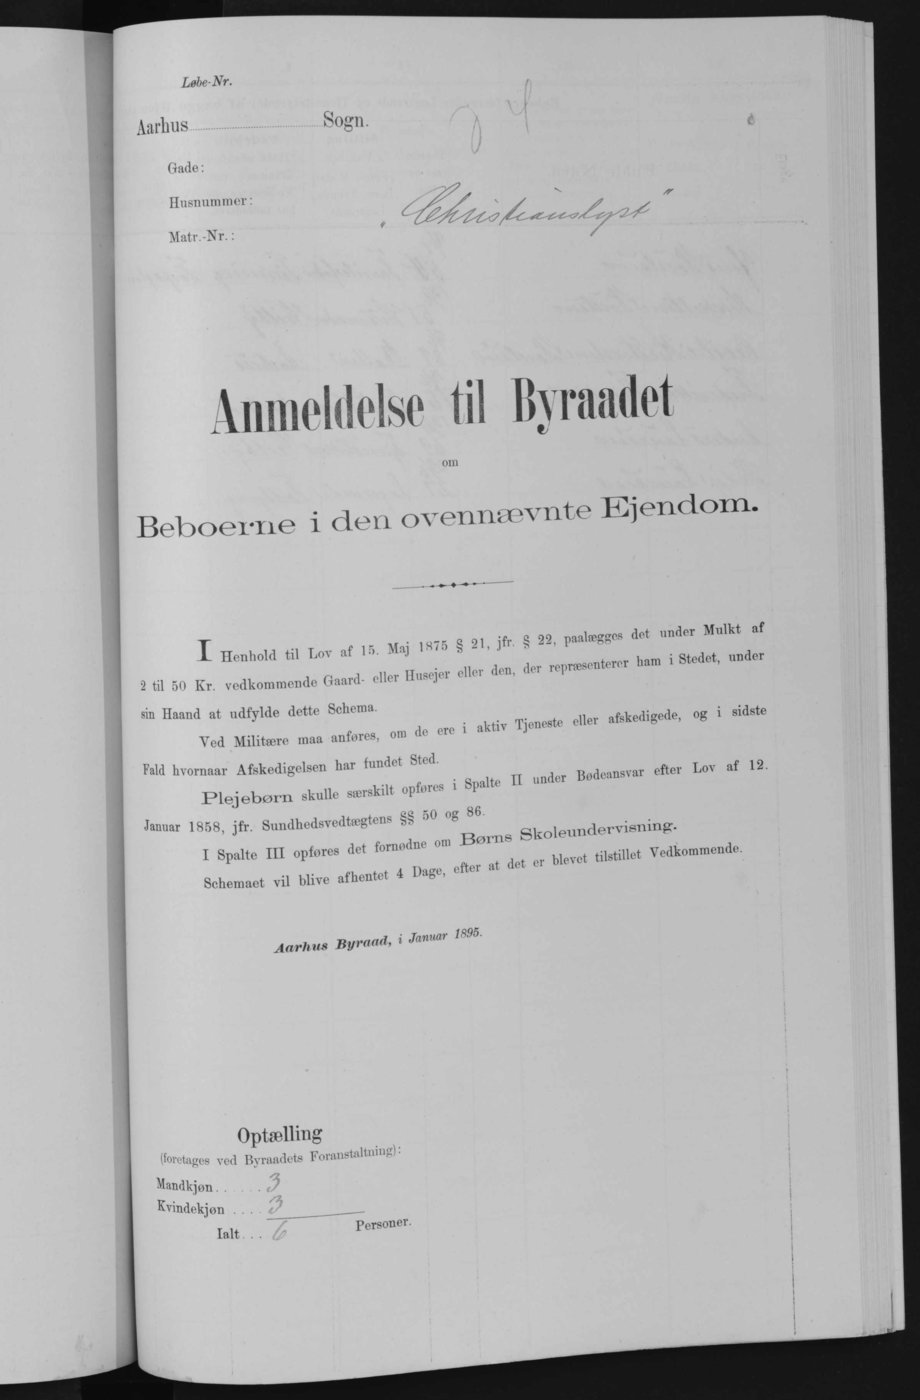 Løbe-Nr.
Aarhus Sogn.
Gade:
Husnummer:
„Christianslyst"
Matr.-Nr.:
Anmeldelse til Byraadet
om
Beboerne i den ovennævnte Ejendom.
I Henhold til Lov af 15. Maj 1875 § 21, jfr. § 22, paalægges det under Mulkt af
2 til 50 Kr. vedkommende Gaard- eller Husejer eller den, der repræsenterer ham i Stedet, under
sin Haand at udfylde dette Schema.
Ved Militære maa anføres, om de ere i aktiv Tjeneste eller afskedigede, og i sidste
Fald hvornaar Afskedigelsen har fundet Sted.
Plejebørn skulle særskilt opføres i Spalte II under Bødeansvar efter Lov af 12.
Januar 1858, jfr. Sundhedsvedtægtens §§ 50 og 86.
I Spalte III opføres det fornødne om Børns Skoleundervisning.
Schemaet vil blive afhentet 4 Dage, efter at det er blevet tilstillet Vedkommende.
Aarhus Byraad, i Januar 1895.
Optælling
(foretages ved Byraadets Foranstaltning):
Mandkjøn...... 3
Kvindekjøn .... 3
Ialt... 6 Personer.